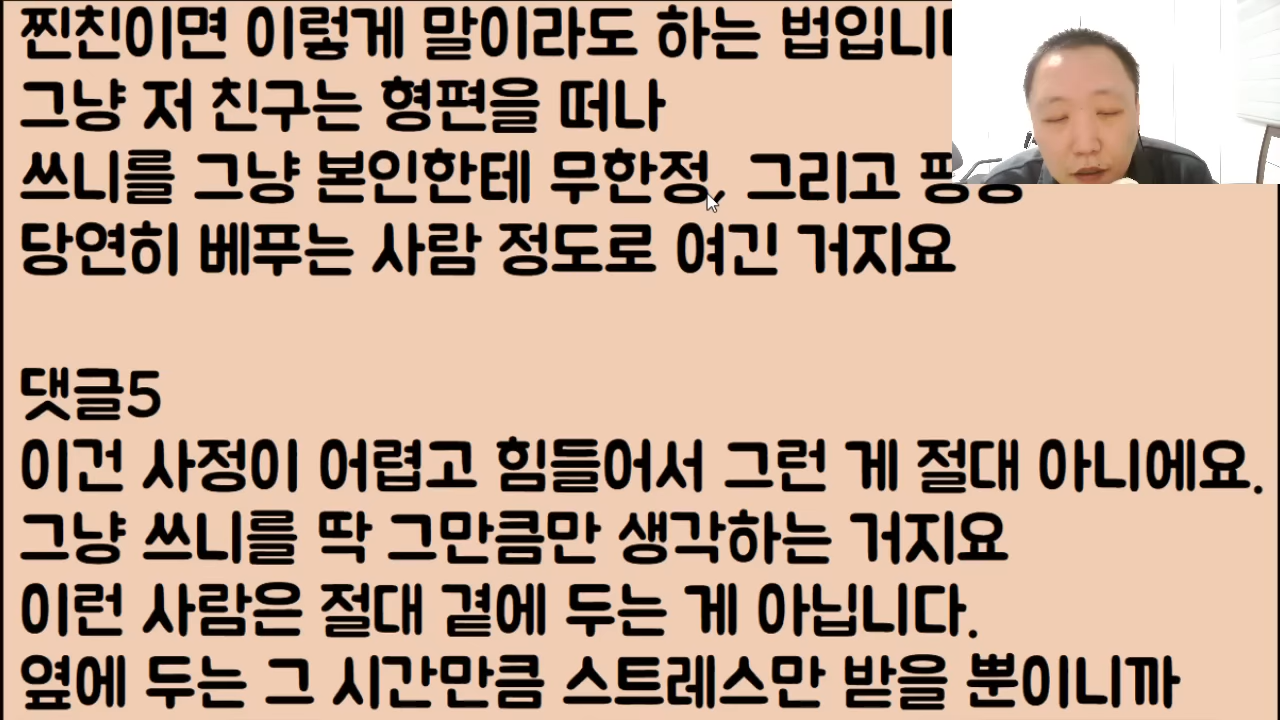 찐친이면 이렇게 말이라도 하는 법입니
그냥 저 친구는 형편을 떠나
쓰니를 그냥 본인한테 무한정, 그리고
당연히 베푸는 사람 정도로 여긴 거지요
댓글5
이건 사정이 어렵고 힘들어서 그런 게 절대 아니에요.
그냥 쓰니를 딱 그만큼만 생각하는 거지요
이런 사람은 절대 곁에 두는 게 아닙니다.
옆에 두는 그 시간만큼 스트레스만 받을 뿐이니까